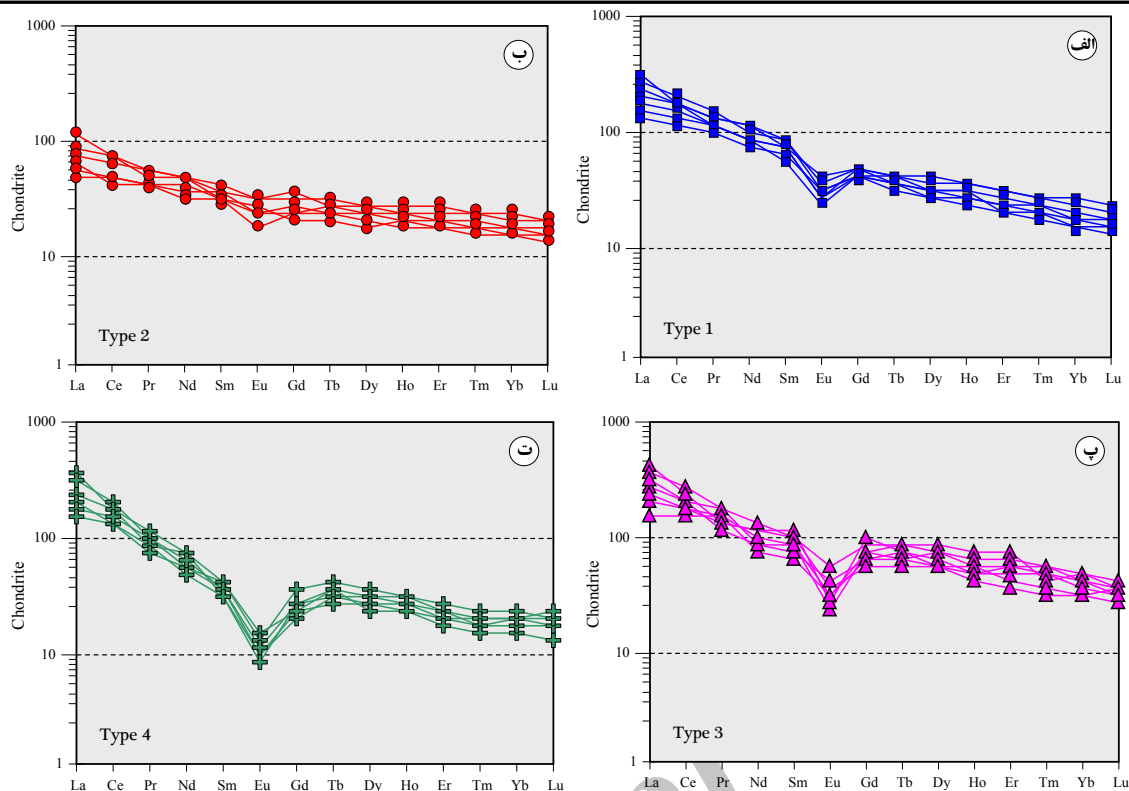 ب
1000
100
10
1
Chondrite
Type 2
La Ce Pr Nd Sm Eu Gd Tb Dy Ho Er Tm Yb Lu
الف
1000
100
10
1
Chondrite
Type 1
La Ce Pr Nd Sm Eu Gd Tb Dy Ho Er Tm Yb Lu
ت
1000
100
10
1
Chondrite
Type 4
La Ce Pr Nd Sm Eu Gd Tb Dy Ho Er Tm Yb Lu
پ
1000
100
10
1
Chondrite
Type 3
La Ce Pr Nd Sm Eu Gd Tb Dy Ho Er Tm Yb Lu